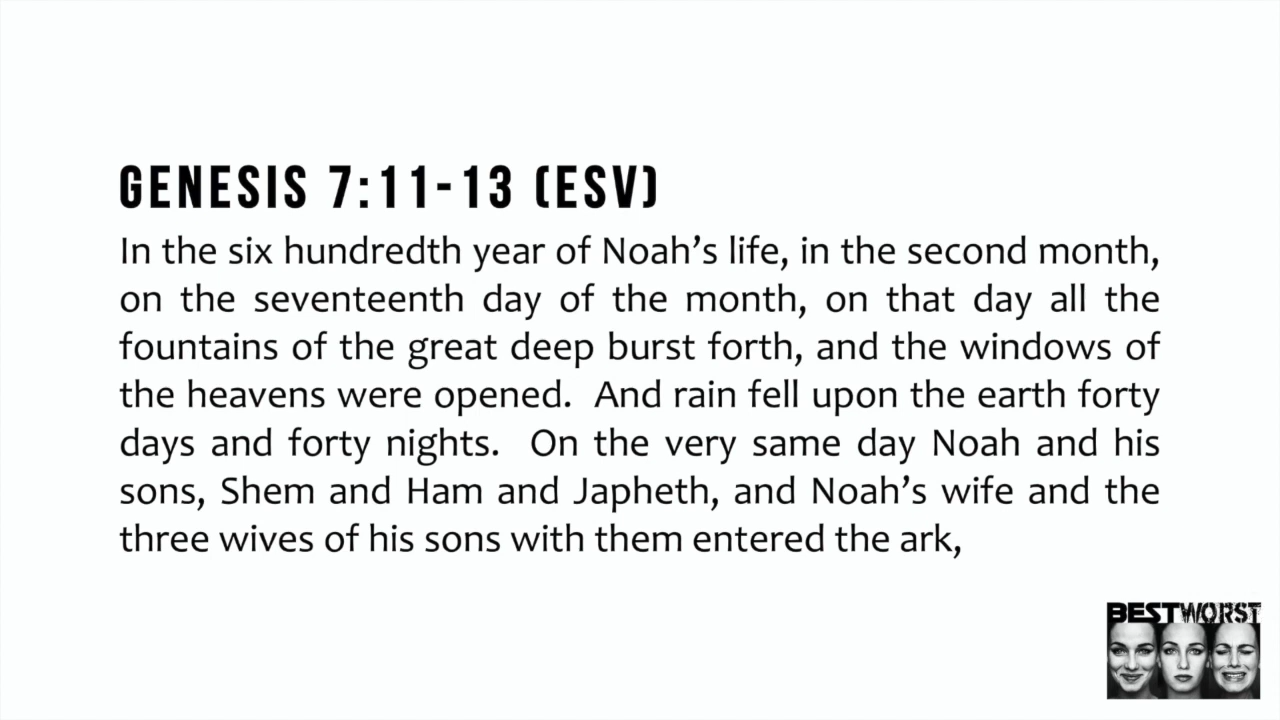 GENESIS 7:11-13 (ESV)
In the six hundredth year of Noah’s life, in the second month,
on the seventeenth day of the month, on that day all the
fountains of the great deep burst forth, and the windows of
the heavens were opened.  And rain fell upon the earth forty
days and forty nights.  On the very same day Noah and his
sons, Shem and Ham and Japheth, and Noah’s wife and the
three wives of his sons with them entered the ark,
BESTWORST